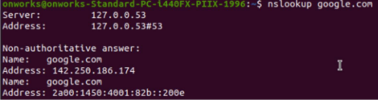 onworks@onworks-Standard-PC-i440FX-PIIX-1996:~$ nslookup google.com
Server: 127.0.0.53
Address: 127.0.0.53#53
Non-authoritative answer:
Name: google.com
Address: 142.250.186.174
Name: google.com
Address: 2a00:1450:4001:82b::200e